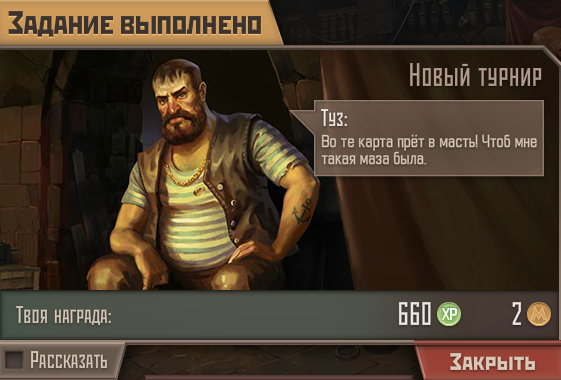 Задание выполнено
Новый турнир
Туз:
Во те карта прёт в масть! Чтоб мне
такая маза была.
Твоя награда:
660 XP 2 М
Рассказать
Закрыть